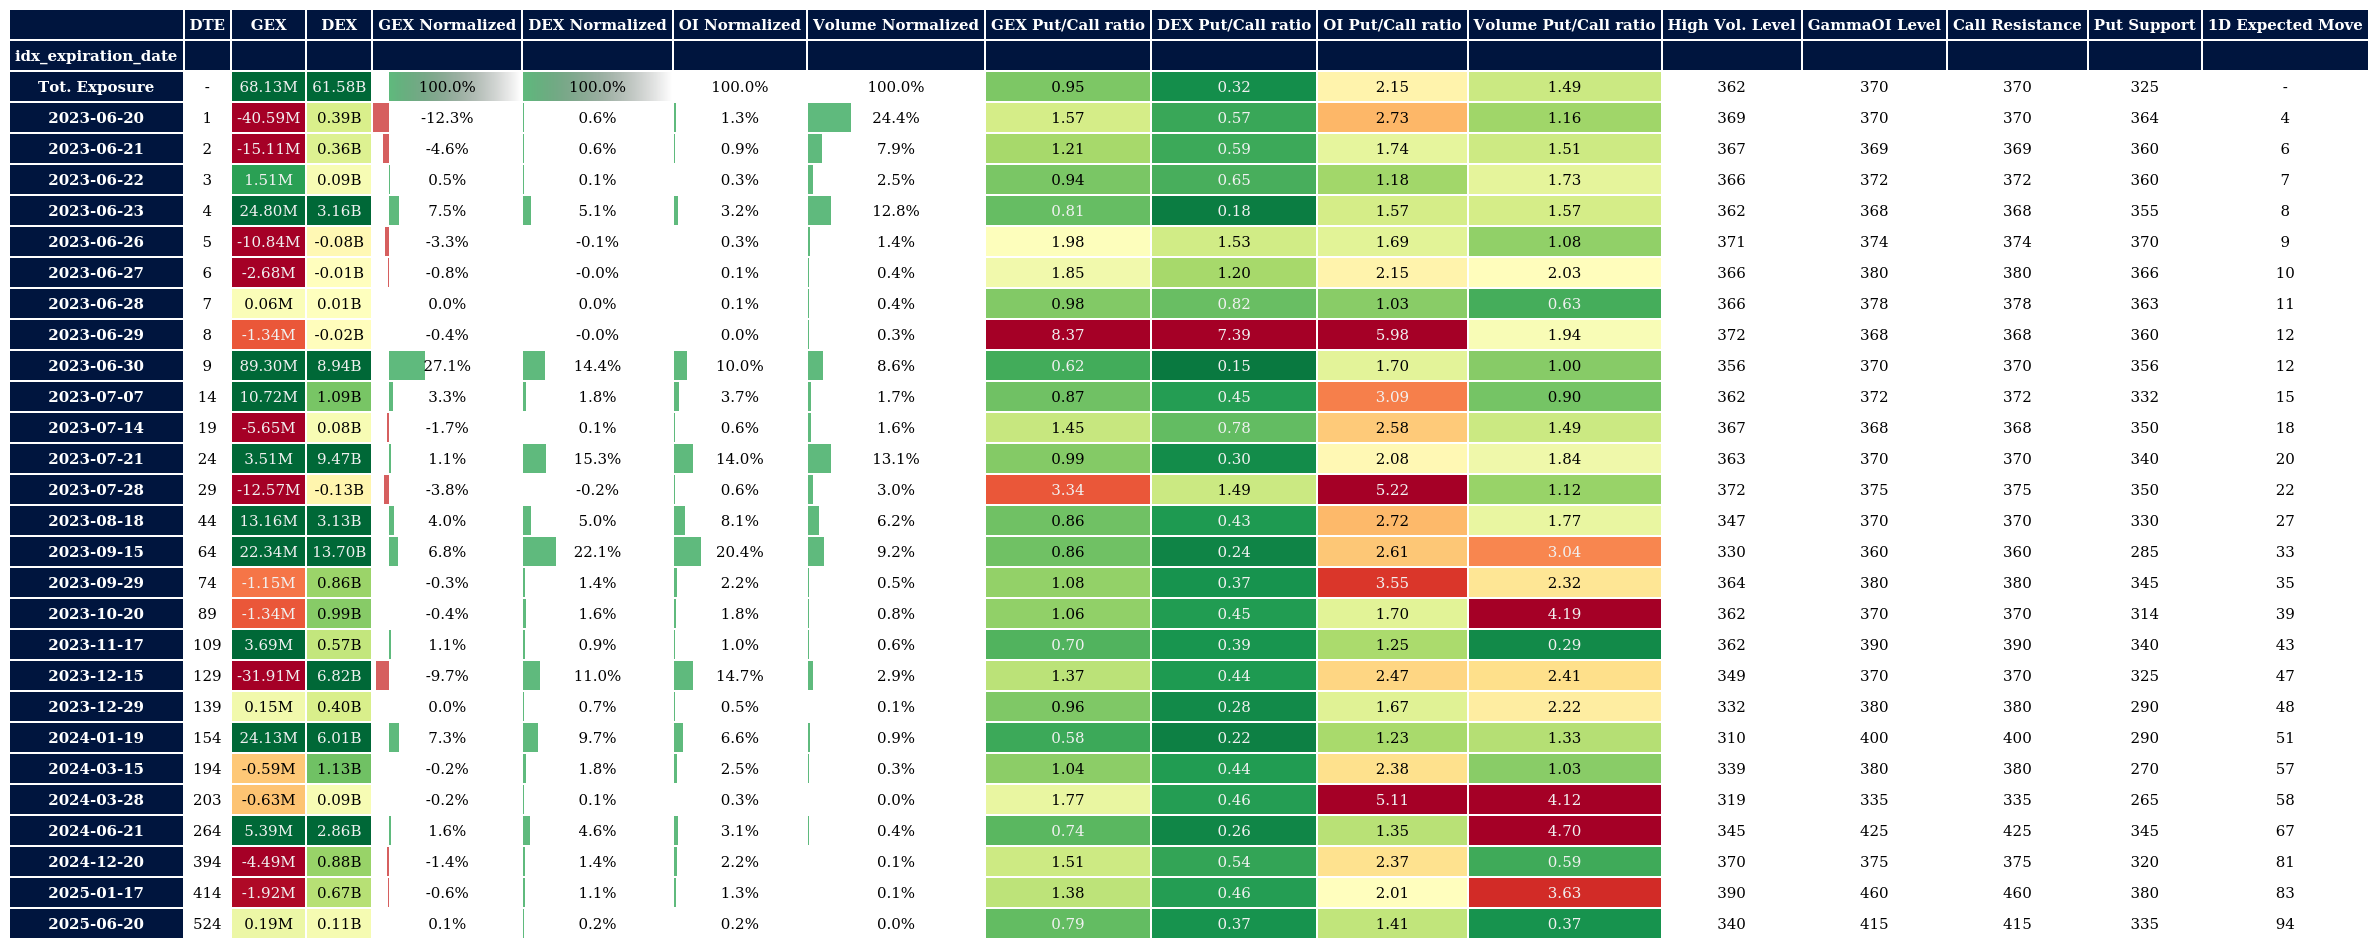 DTE GEX DEX GEX Normalized DEX Normalized OI Normalized Volume Normalized GEX Put/Call ratio DEX Put/Call ratio OI Put/Call ratio Volume Put/Call ratio High Vol. Level GammaOI Level Call Resistance Put Support 1D Expected Move
idx_expiration_date
Tot. Exposure - 68.13M 61.58B 100.0% 100.0% 100.0% 100.0% 0.95 0.32 2.15 1.49 362 370 370 325 -
2023-06-20 1 -40.59M 0.39B -12.3% 0.6% 1.3% 24.4% 1.57 0.57 2.73 1.16 369 370 370 364 4
2023-06-21 2 -15.11M 0.36B -4.6% 0.6% 0.9% 7.9% 1.21 0.59 1.74 1.51 367 369 369 360 6
2023-06-22 3 1.51M 0.09B 0.5% 0.1% 0.3% 2.5% 0.94 0.65 1.18 1.73 366 372 372 360 7
2023-06-23 4 24.80M 3.16B 7.5% 5.1% 3.2% 12.8% 0.81 0.18 1.57 1.57 362 368 368 355 8
2023-06-26 5 -10.84M -0.08B -3.3% -0.1% 0.3% 1.4% 1.98 1.53 1.69 1.08 371 374 374 370 9
2023-06-27 6 -2.68M -0.01B -0.8% -0.0% 0.1% 0.4% 1.85 1.20 2.15 2.03 366 380 380 366 10
2023-06-28 7 0.06M 0.01B 0.0% 0.0% 0.1% 0.4% 0.98 0.82 1.03 0.63 366 378 378 363 11
2023-06-29 8 -1.34M -0.02B -0.4% -0.0% 0.0% 0.3% 8.37 7.39 5.98 1.94 372 368 368 360 12
2023-06-30 9 89.30M 8.94B 27.1% 14.4% 10.0% 8.6% 0.62 0.15 1.70 1.00 356 370 370 356 12
2023-07-07 14 10.72M 1.09B 3.3% 1.8% 3.7% 1.7% 0.87 0.45 3.09 0.90 362 372 372 332 15
2023-07-14 19 -5.65M 0.08B -1.7% 0.1% 0.6% 1.6% 1.45 0.78 2.58 1.49 367 368 368 350 18
2023-07-21 24 3.51M 9.47B 1.1% 15.3% 14.0% 13.1% 0.99 0.30 2.08 1.84 363 370 370 340 20
2023-07-28 29 -12.57M -0.13B -3.8% -0.2% 0.6% 3.0% 3.34 1.49 5.22 1.12 372 375 375 350 22
2023-08-18 44 13.16M 3.13B 4.0% 5.0% 8.1% 6.2% 0.86 0.43 2.72 1.77 347 370 370 330 27
2023-09-15 64 22.34M 13.70B 6.8% 22.1% 20.4% 9.2% 0.86 0.24 2.61 3.04 330 360 360 285 33
2023-09-29 74 -1.15M 0.86B -0.3% 1.4% 2.2% 0.5% 1.08 0.37 3.55 2.32 364 380 380 345 35
2023-10-20 89 -1.34M 0.99B -0.4% 1.6% 1.8% 0.8% 1.06 0.45 1.70 4.19 362 370 370 314 39
2023-11-17 109 3.69M 0.57B 1.1% 0.9% 1.0% 0.6% 0.70 0.39 1.25 0.29 362 390 390 340 43
2023-12-15 129 -31.91M 6.82B -9.7% 11.0% 14.7% 2.9% 1.37 0.44 2.47 2.41 349 370 370 325 47
2023-12-29 139 0.15M 0.40B 0.0% 0.7% 0.5% 0.1% 0.96 0.28 1.67 2.22 332 380 380 290 48
2024-01-19 154 24.13M 6.01B 7.3% 9.7% 6.6% 0.9% 0.58 0.22 1.23 1.33 310 400 400 290 51
2024-03-15 194 -0.59M 1.13B -0.2% 1.8% 2.5% 0.3% 1.04 0.44 2.38 1.03 339 380 380 270 57
2024-03-28 203 -0.63M 0.09B -0.2% 0.1% 0.3% 0.0% 1.77 0.46 5.11 4.12 319 335 335 265 58
2024-06-21 264 5.39M 2.86B 1.6% 4.6% 3.1% 0.4% 0.74 0.26 1.35 4.70 345 425 425 345 67
2024-12-20 394 -4.49M 0.88B -1.4% 1.4% 2.2% 0.1% 1.51 0.54 2.37 0.59 370 375 375 320 81
2025-01-17 414 -1.92M 0.67B -0.6% 1.1% 1.3% 0.1% 1.38 0.46 2.01 3.63 390 460 460 380 83
2025-06-20 524 0.19M 0.11B 0.1% 0.2% 0.2% 0.0% 0.79 0.37 1.41 0.37 340 415 415 335 94